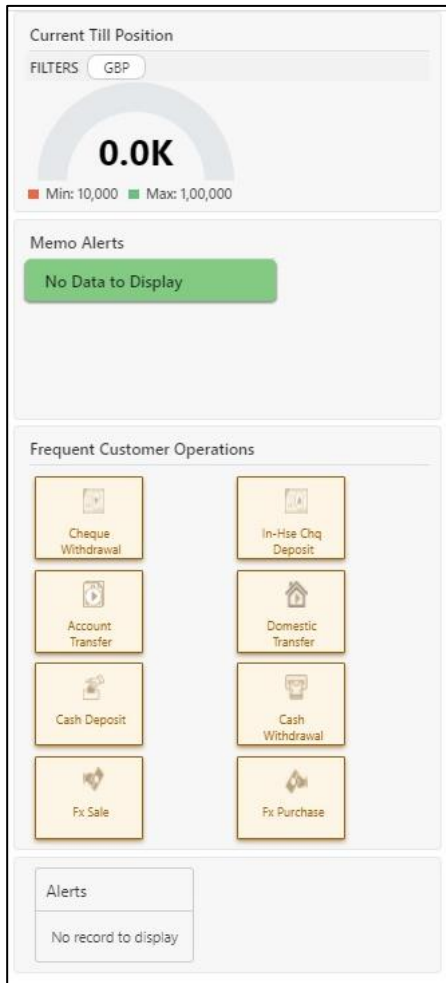 Current Till Position
FILTERS GBP
0.0K
Min: 10,000 Max: 1,00,000
Memo Alerts
No Data to Display
Frequent Customer Operations
Cheque
Withdrawal
In-Hse Chq
Deposit
Account
Transfer
Domestic
Transfer
Cash Deposit
Cash
Withdrawal
Fx Sale
Fx Purchase
Alerts
No record to display